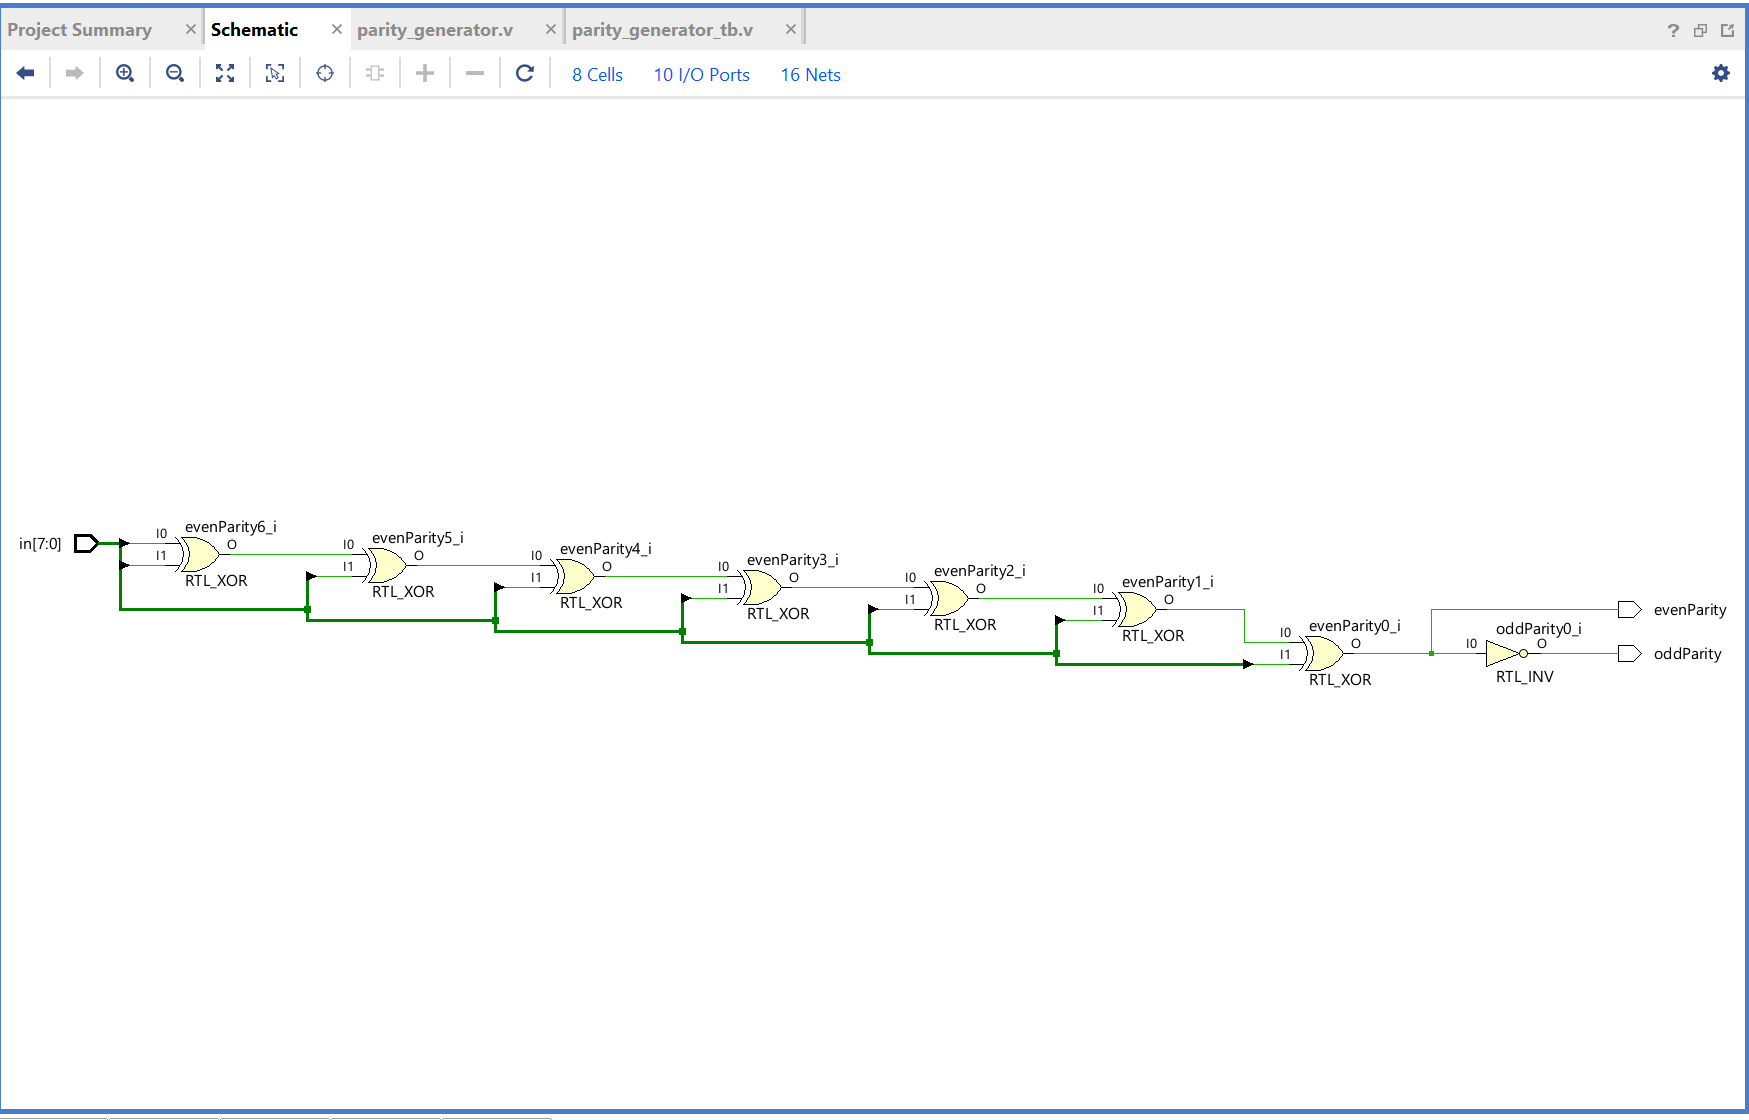 Project Summary × Schematic × parity_generator.v × parity_generator_tb.v × ?
8 Cells 10 I/O Ports 16 Nets
in[7:0]
I0 evenParity6_i
I1 O
RTL_XOR
I0 evenParity5_i
I1 O
RTL_XOR
I0 evenParity4_i
I1 O
RTL_XOR
I0 evenParity3_i
I1 O
RTL_XOR
I0 evenParity2_i
I1 O
RTL_XOR
I0 evenParity1_i
I1 O
RTL_XOR
I0 evenParity0_i
I1 O
RTL_XOR
oddParity0_i
I0 O
RTL_INV
evenParity
oddParity